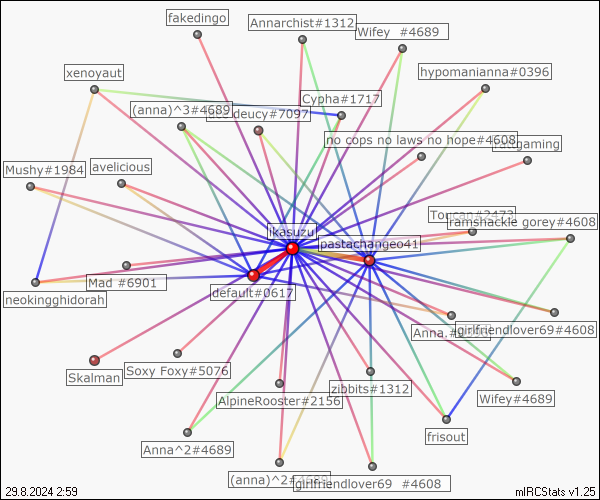 fakedingo
Annarchist#1312
Wifey #4689
xenoyaut
hypomanianna#0396
Cypha#1717
(anna)^3#4689
deucy#7097
no cops no laws no hope#4608
gaming
Mushy#1984
avelicious
Toucan#2473
ramshackle gorey#4608
ikasuzu
pastachangeo41
Mad #6901
default#0617
neokingghidorah
Anna.
girlfriendlover69#4608
Skalman
Soxy Foxy#5076
zibbits#1312
AlpineRooster#2156
Wifey#4689
Anna^2#4689
frisout
(anna)^2#4689
girlfriendlover69 #4608
29.8.2024 2:59
mIRCStats v1.25